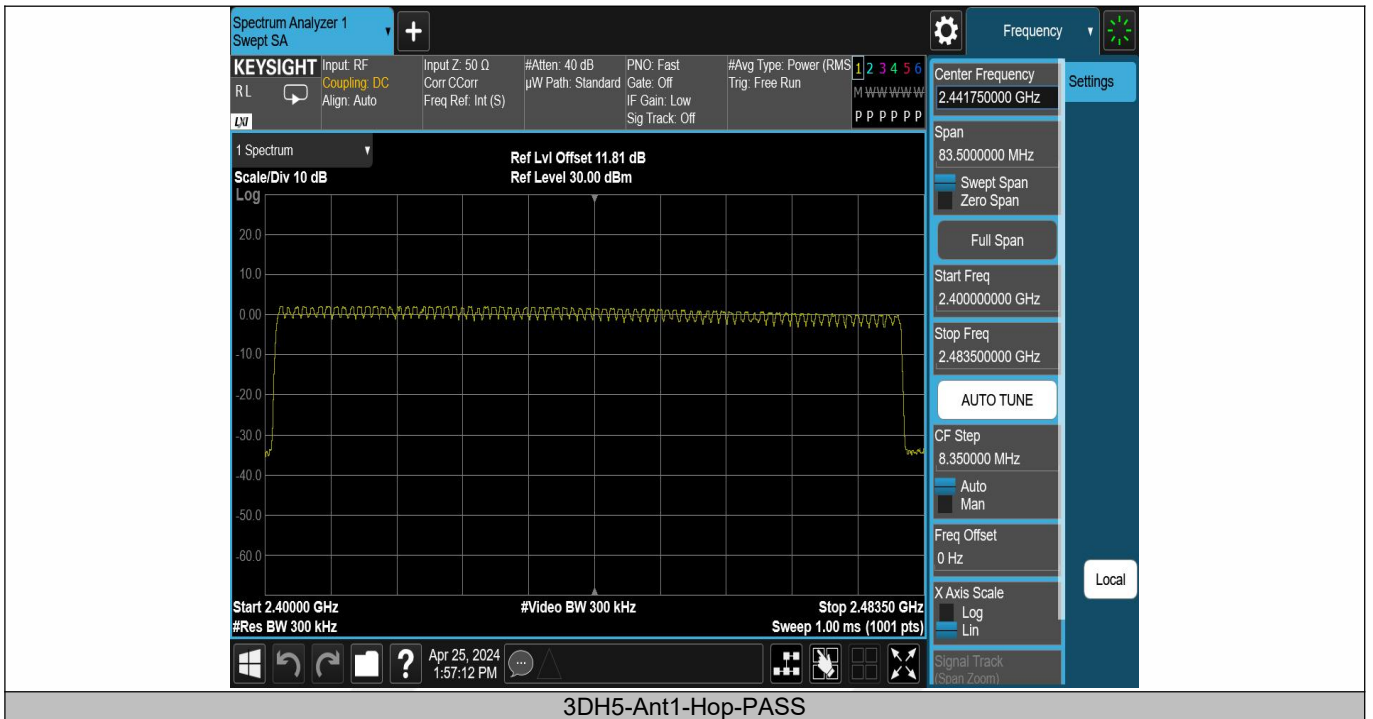 Spectrum Analyzer 1
Swept SA
Frequency
KEYSIGHT
RL
LXI
Input: RF
Coupling: DC
Align: Auto
Input Z: 50 Ω
Corr CCorr
Freq Ref: Int (S)
#Atten: 40 dB
µW Path: Standard
PNO: Fast
Gate: Off
IF Gain: Low
Sig Track: Off
#Avg Type: Power (RMS
Trig: Free Run
1 2 3 4 5 6
M W W W W W
P P P P P P
1 Spectrum
Scale/Div 10 dB
Ref Lvl Offset 11.81 dB
Ref Level 30.00 dBm
Log
20.0
10.0
0.00
-10.0
-20.0
-30.0
-40.0
-50.0
-60.0
Start 2.40000 GHz
#Video BW 300 kHz
Stop 2.48350 GHz
#Res BW 300 kHz
Sweep 1.00 ms (1001 pts)
Center Frequency
2.441750000 GHz
Settings
Span
83.5000000 MHz
Swept Span
Zero Span
Full Span
Start Freq
2.400000000 GHz
Stop Freq
2.483500000 GHz
AUTO TUNE
CF Step
8.350000 MHz
Auto
Man
Freq Offset
0 Hz
X Axis Scale
Log
Lin
Signal Track
(Span Zoom)
Local
?
Apr 25, 2024
1:57:12 PM
3DH5-Ant1-Hop-PASS